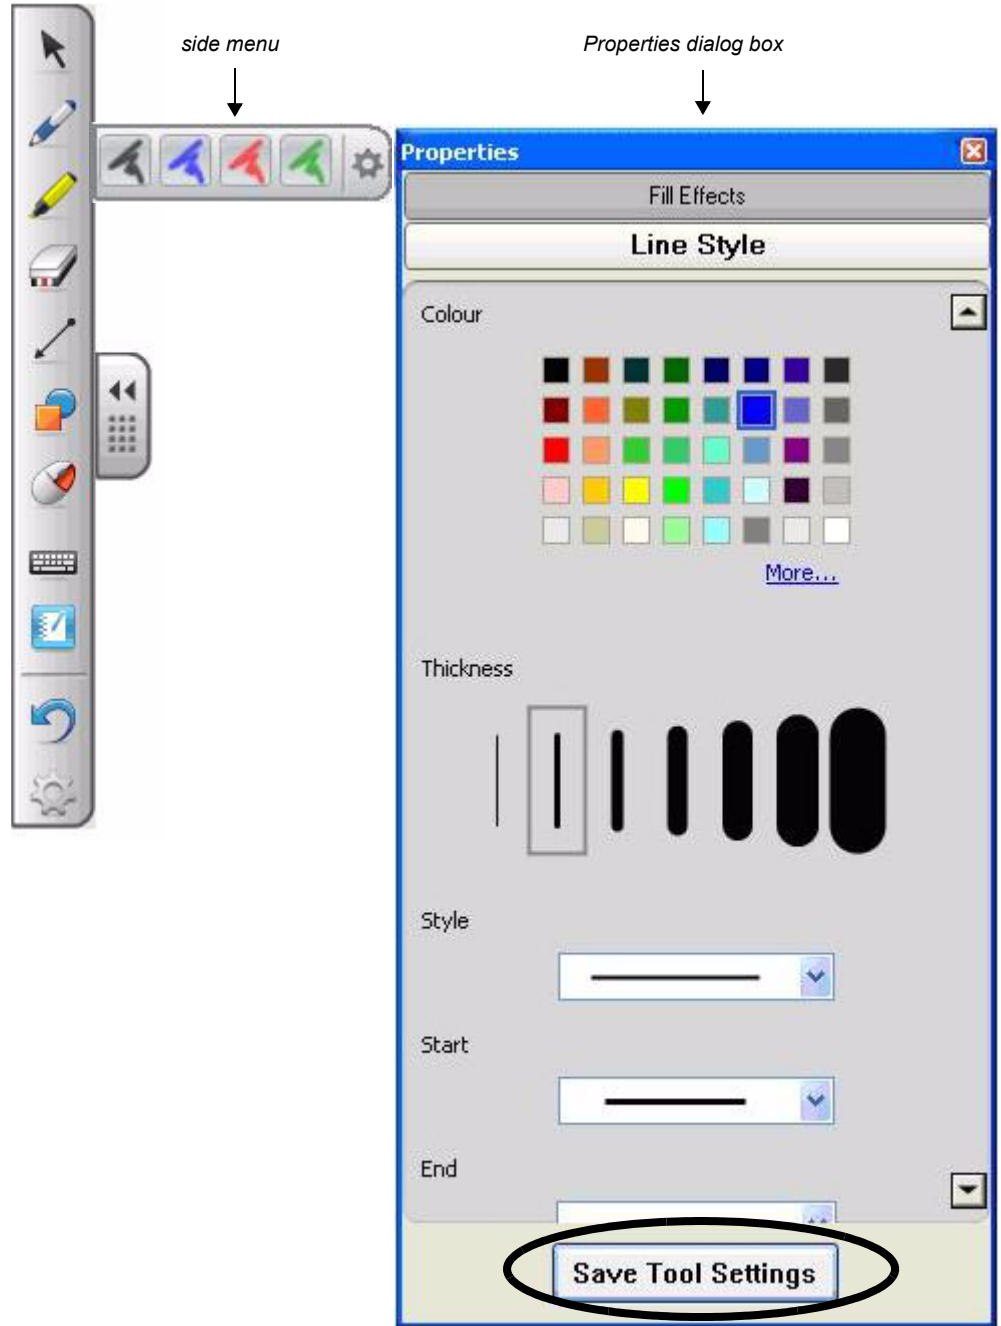 side menu
Properties dialog box
Properties
Fill Effects
Line Style
Colour
More...
Thickness
Style
Start
End
Save Tool Settings